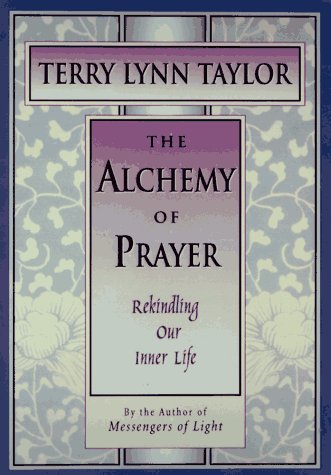 TERRY LYNN TAYLOR
THE
ALCHEMY
OF
PRAYER
Rekindling
Our
Inner Life
By the Author of
Messengers of Light